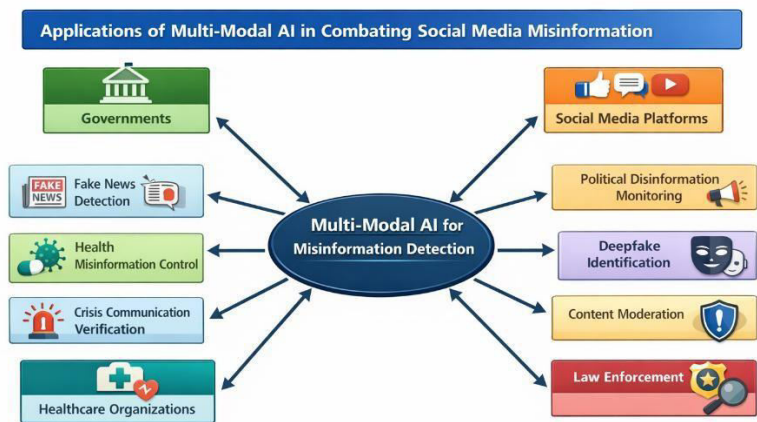 Applications of Multi-Modal AI in Combating Social Media Misinformation
Governments
Social Media Platforms
FAKE
NEWS
Fake News
Detection
Political Disinformation
Monitoring
Multi-Modal AI for
Misinformation Detection
Health
Misinformation Control
Deepfake
Identification
Crisis Communication
Verification
Content Moderation
Healthcare Organizations
Law Enforcement